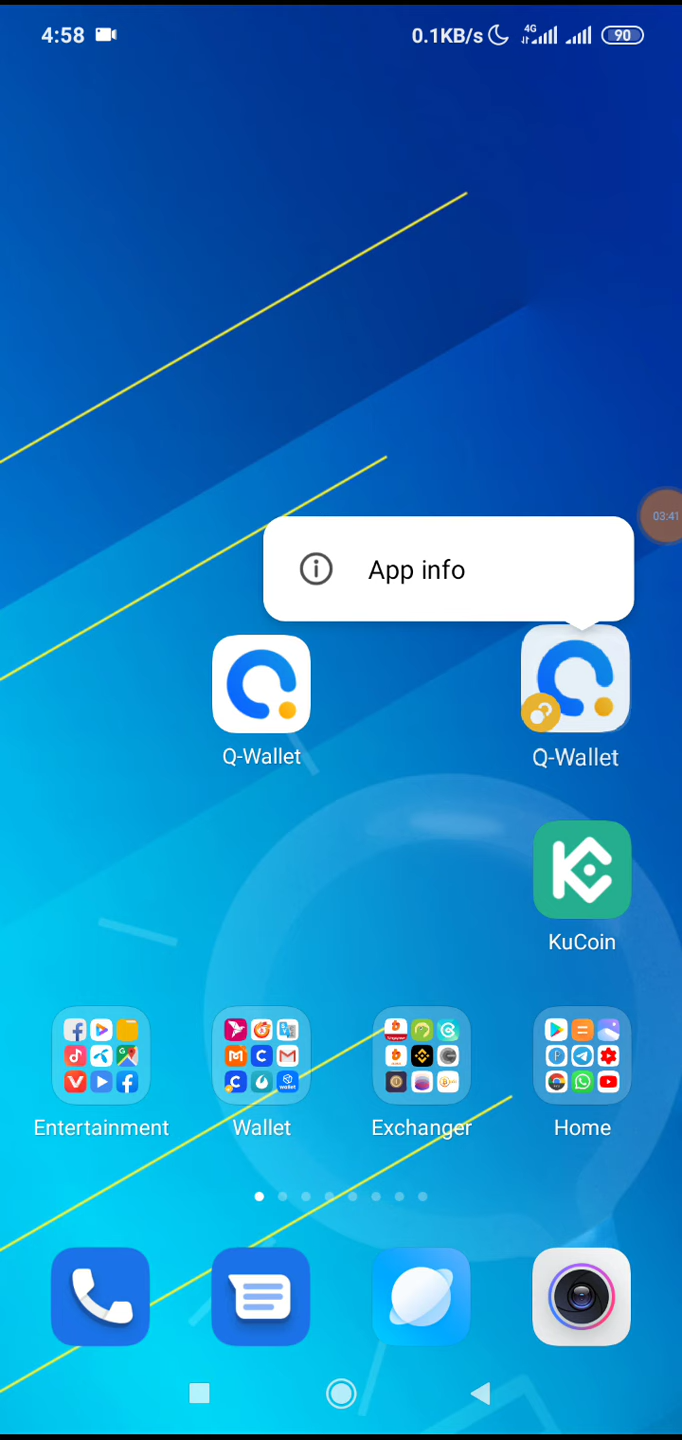 4:58
0.1KB/s 4G 90
03:41
App info
Q-Wallet
Q-Wallet
KuCoin
Entertainment
Wallet
Exchanger
Home